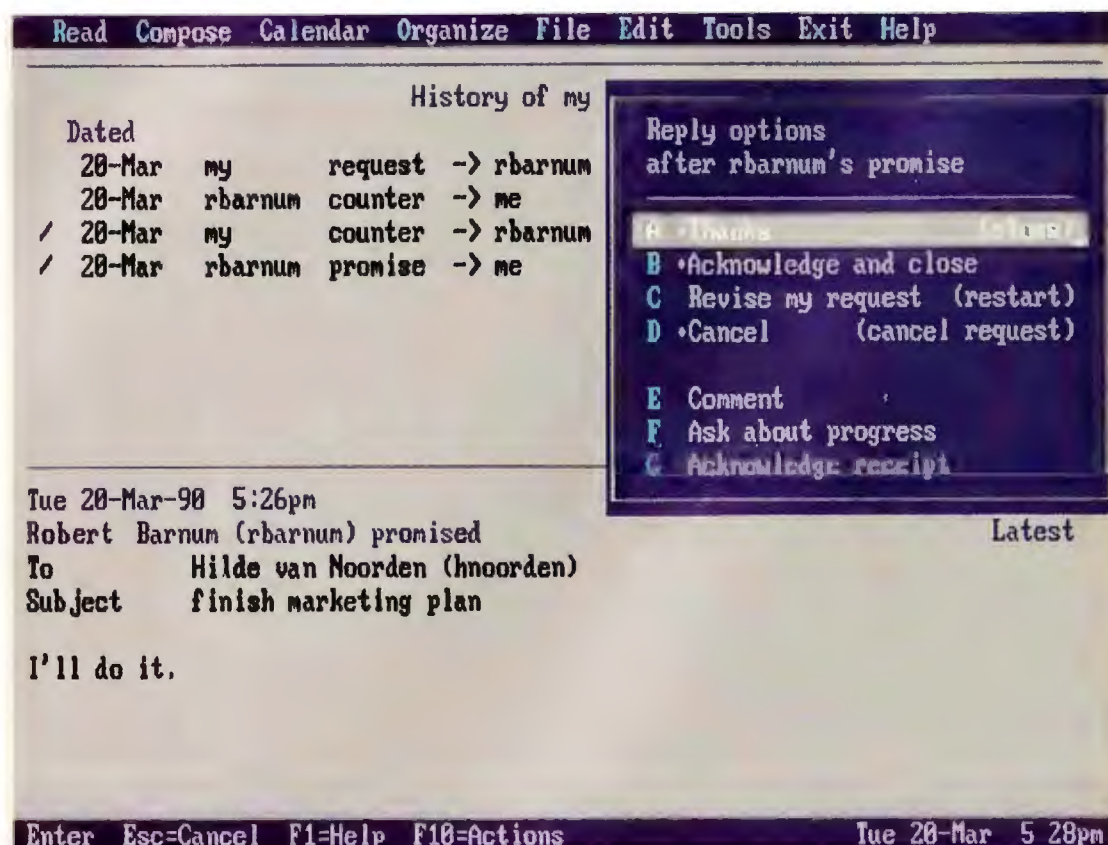 Read Compose Calendar Organize File Edit Tools Exit Help
History of my
Dated
20-Mar my request -> rbarnum
20-Mar rbarnum counter -> me
/ 20-Mar my counter -> rbarnum
/ 20-Mar rbarnum promise -> me
Reply options
after rbarnum's promise
A •Thanks
B •Acknowledge and close
C Revise my request (restart)
D •Cancel (cancel request)
E Comment
F Ask about progress
G Acknowledge receipt
Tue 20-Mar-90 5:26pm
Robert Barnum (rbarnum) promised
Latest
To Hilde van Noorden (hnoorden)
Subject finish marketing plan
I'll do it.
Enter Esc=Cancel F1=Help F10=Actions Tue 20-Mar 5 28pm